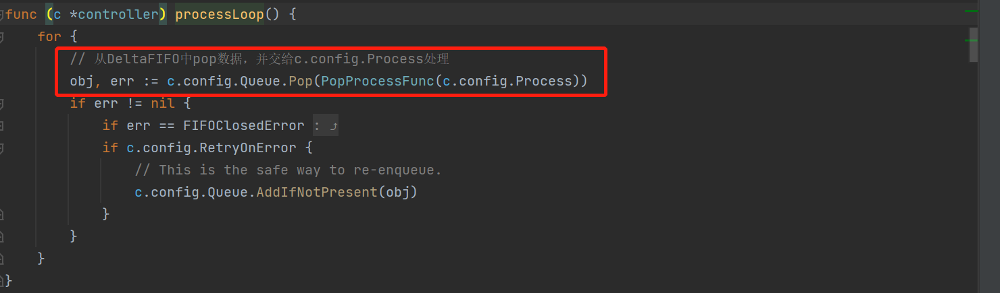 func (c *controller) processLoop() {
    for {
        // 从DeltaFIFO中pop数据，并交给c.config.Process处理
        obj, err := c.config.Queue.Pop(PopProcessFunc(c.config.Process))
        if err != nil {
            if err == FIFOClosedError : ⤴
            if c.config.RetryOnError {
                // This is the safe way to re-enqueue.
                c.config.Queue.AddIfNotPresent(obj)
            }
        }
    }
}